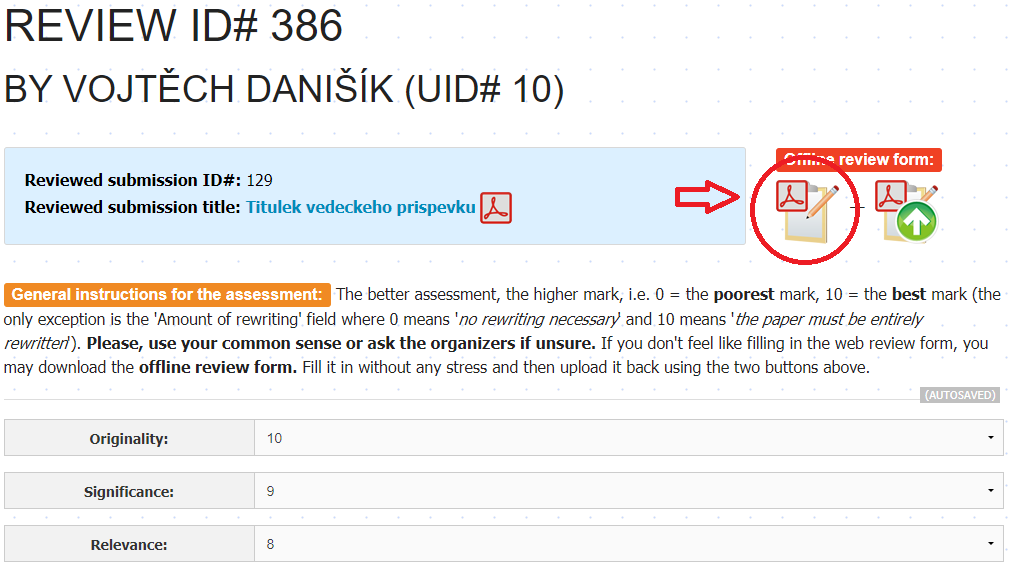 REVIEW ID# 386
BY VOJTĚCH DANIŠÍK (UID# 10)
Offline review form:
Reviewed submission ID#: 129
Reviewed submission title: Titulek vedeckeho prispevku
General instructions for the assessment: The better assessment, the higher mark, i.e. 0 = the poorest mark, 10 = the best mark (the
only exception is the 'Amount of rewriting' field where 0 means 'no rewriting necessary' and 10 means 'the paper must be entirely
rewritten'). Please, use your common sense or ask the organizers if unsure. If you don't feel like filling in the web review form, you
may download the offline review form. Fill it in without any stress and then upload it back using the two buttons above.
(AUTOSAVED)
Originality: 10
Significance: 9
Relevance: 8